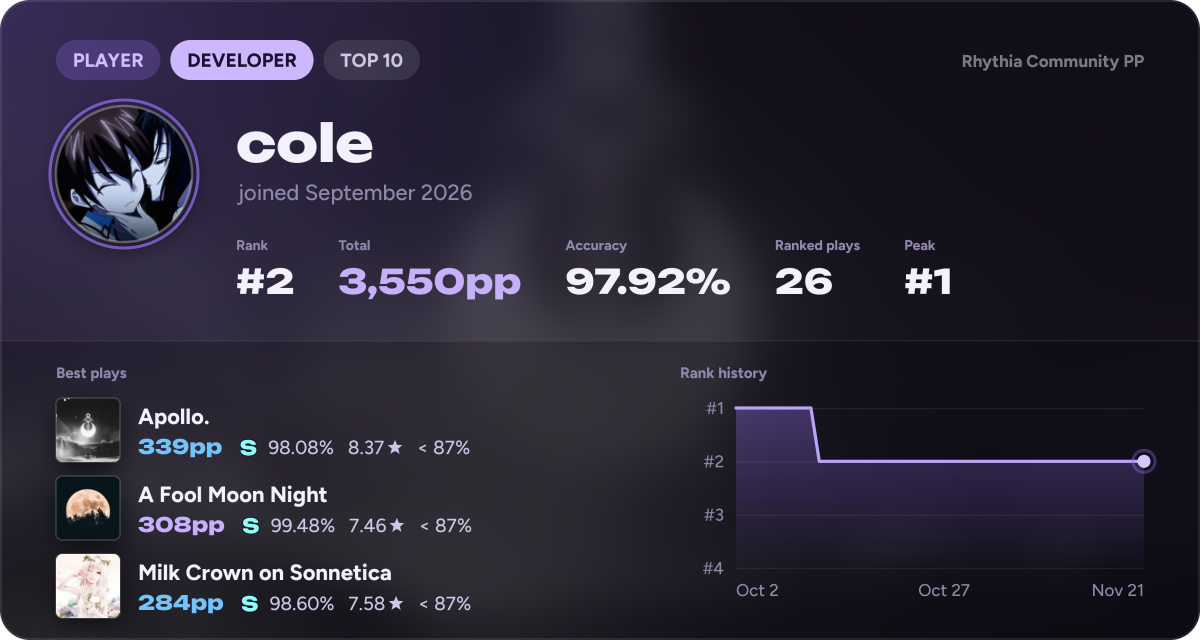 PLAYER DEVELOPER TOP 10 Rhythia Community PP
cole
joined September 2026
Rank Total Accuracy Ranked plays Peak
#2 3,550pp 97.92% 26 #1
Best plays
Apollo.
339pp S 98.08% 8.37★ < 87%
A Fool Moon Night
308pp S 99.48% 7.46★ < 87%
Milk Crown on Sonnetica
284pp S 98.60% 7.58★ < 87%
Rank history
#1
#2
#3
#4
Oct 2 Oct 27 Nov 21